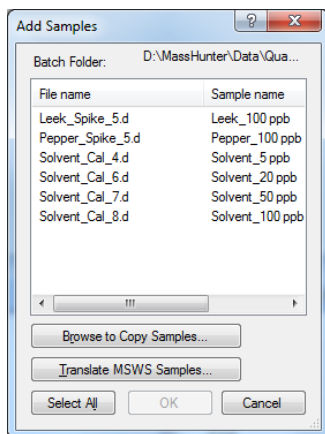 Add Samples
Batch Folder: D:\MassHunter\Data\Qua...
File name Sample name
Leek_Spike_5.d Leek_100 ppb
Pepper_Spike_5.d Pepper_100 ppb
Solvent_Cal_4.d Solvent_5 ppb
Solvent_Cal_6.d Solvent_20 ppb
Solvent_Cal_7.d Solvent_50 ppb
Solvent_Cal_8.d Solvent_100 ppb
Browse to Copy Samples...
Translate MSWS Samples...
Select All OK Cancel